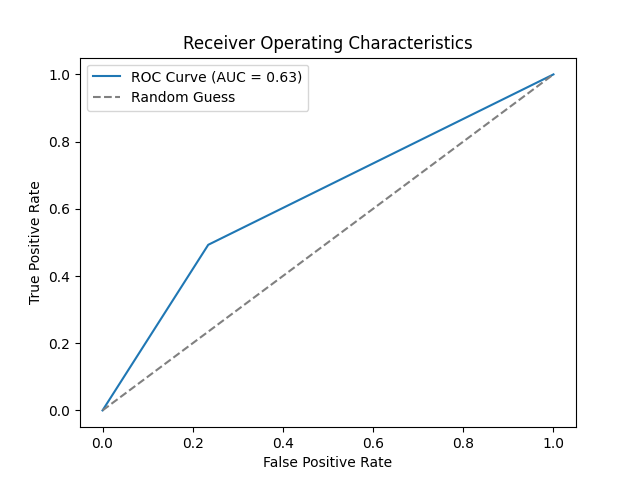 Receiver Operating Characteristics
ROC Curve (AUC = 0.63)
Random Guess
1.0
0.8
0.6
0.4
0.2
0.0
True Positive Rate
0.0 0.2 0.4 0.6 0.8 1.0
False Positive Rate